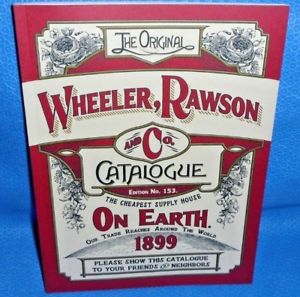 The Original
Wheeler, Rawson
and Co.
Catalogue
Edition No. 153.
The Cheapest Supply House
On Earth
Our Trade Reaches Around The World
1899
Please Show This Catalogue
To Your Friends & Neighbors